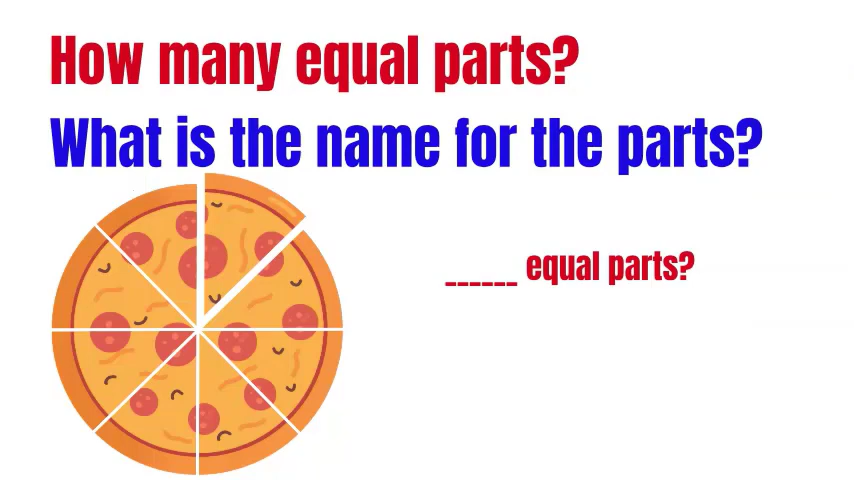 How many equal parts?
What is the name for the parts?
______ equal parts?